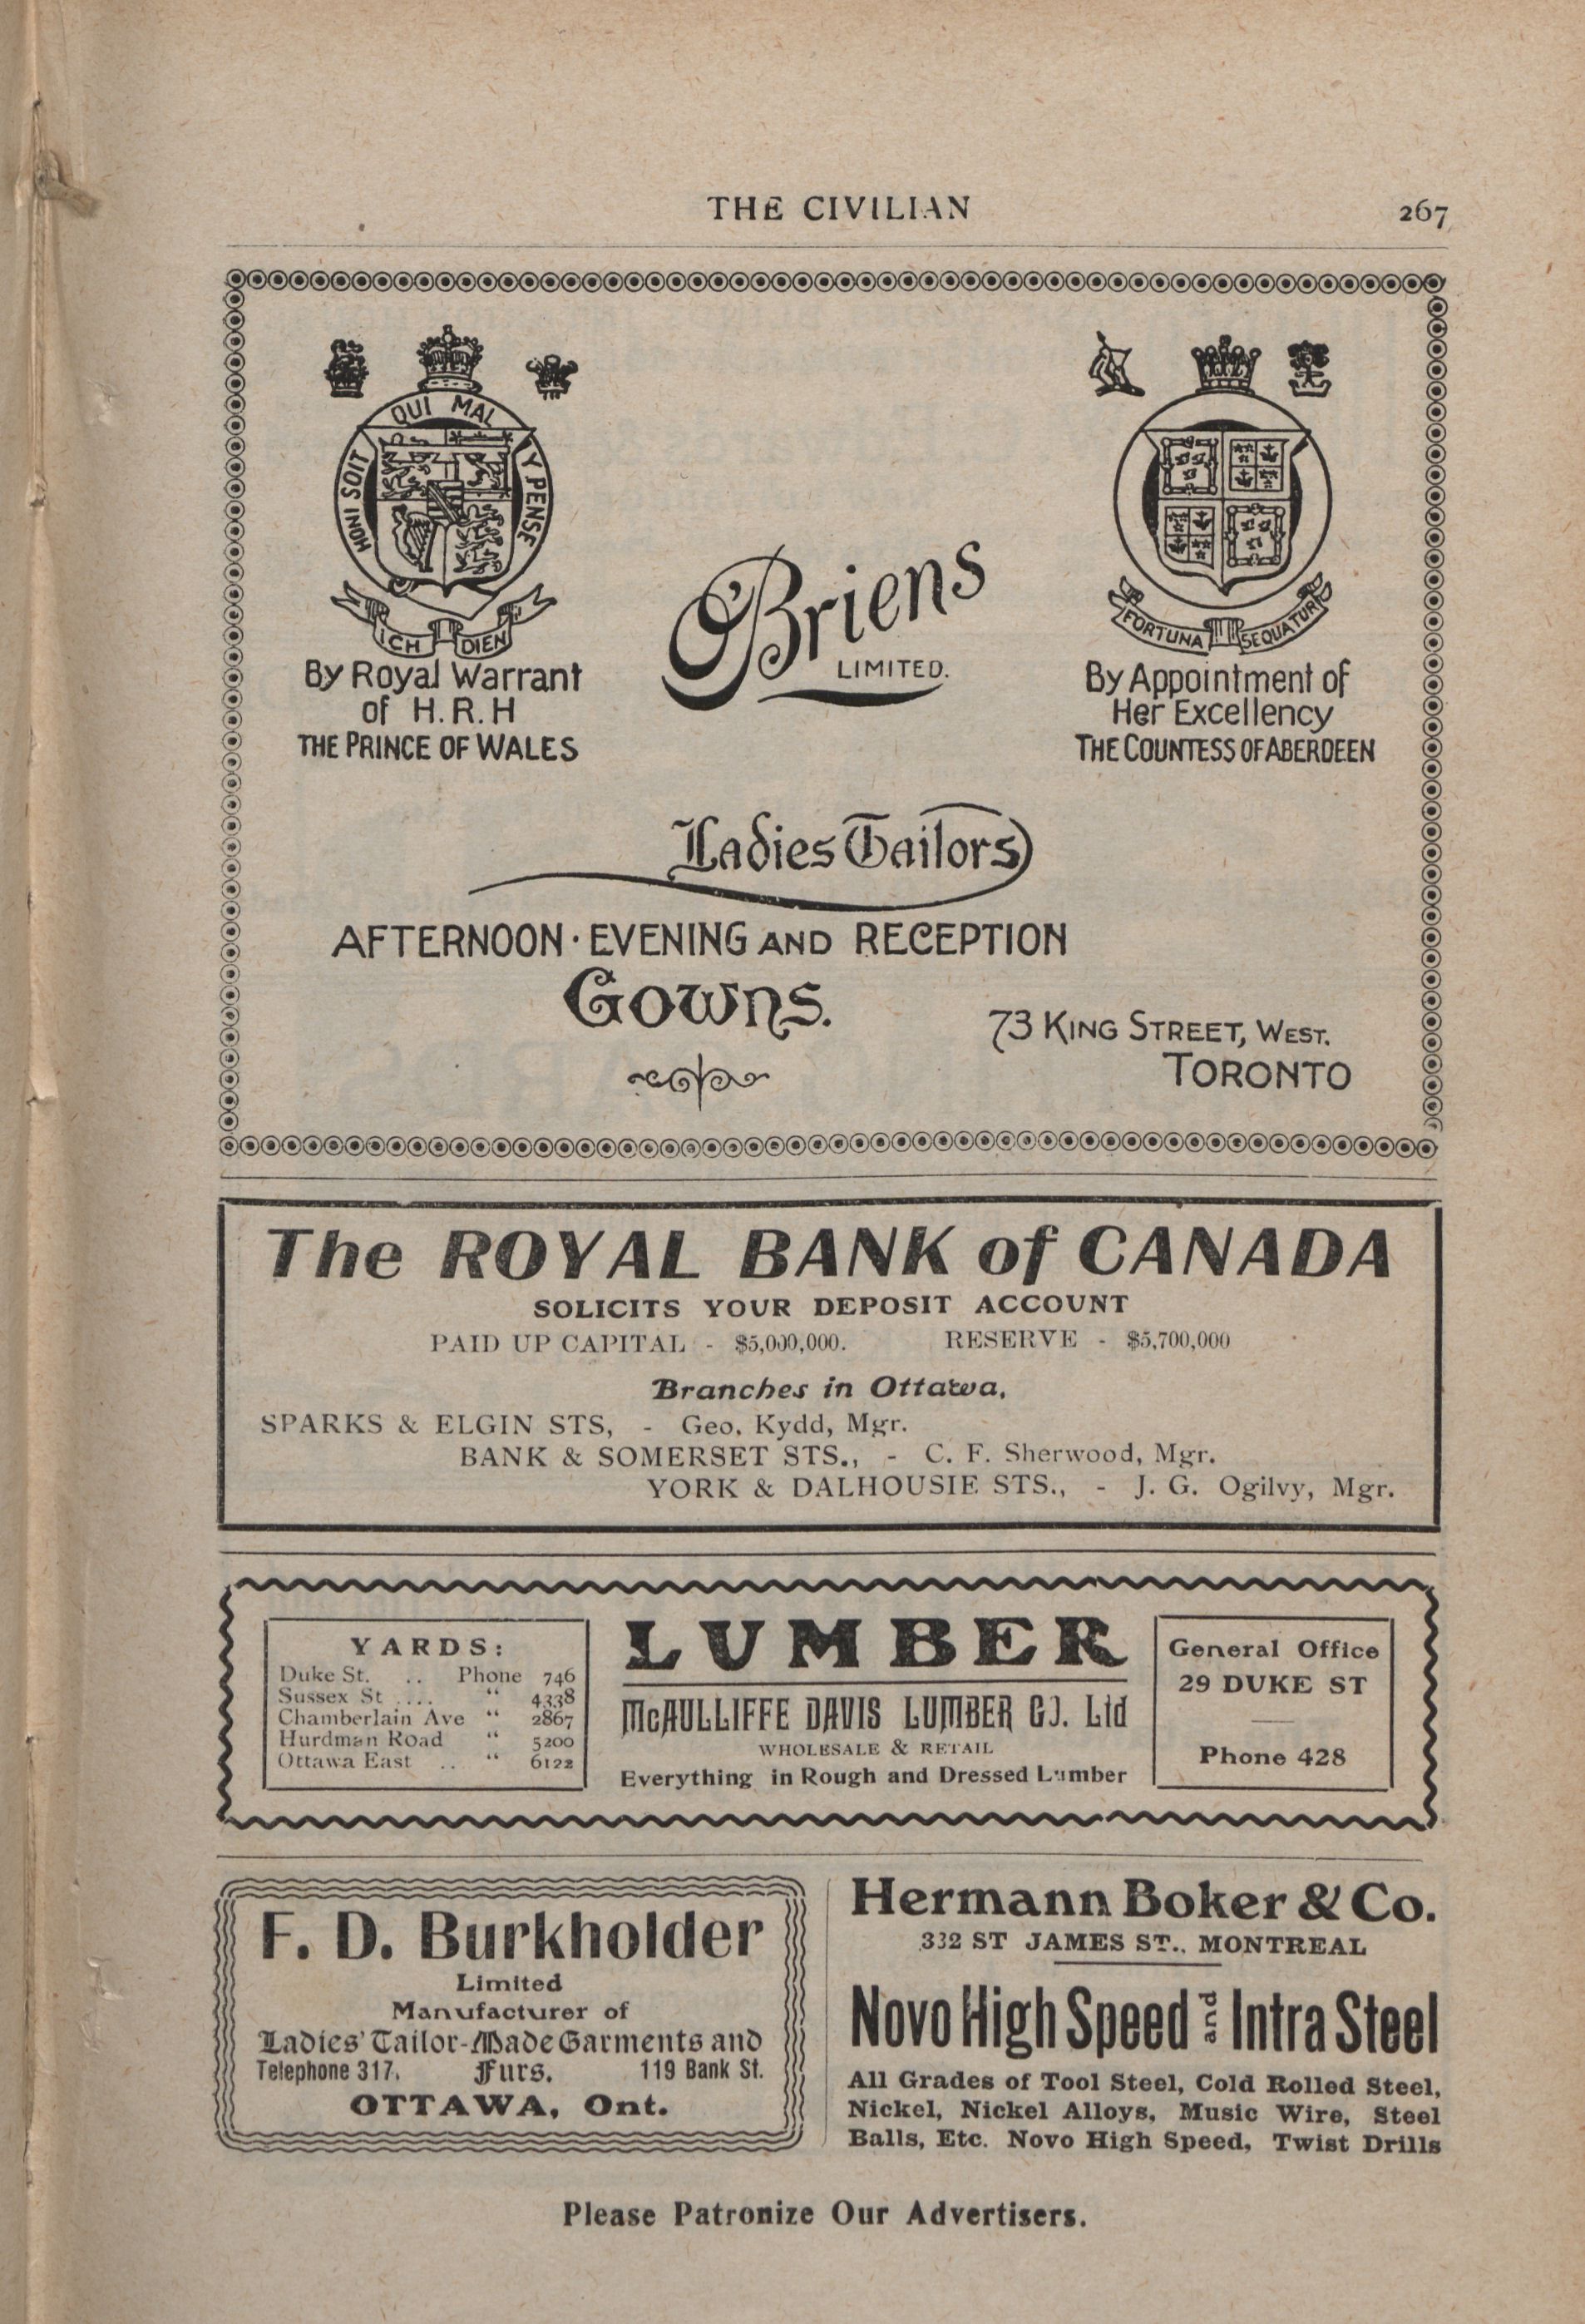 THE CIVILIAN 267
HONI SOIT QUI MAL Y PENSE
ICH DIEN
By Royal Warrant
of H.R.H
THE PRINCE OF WALES
O'Briens
LIMITED.
FORTUNA SEQUATUR
By Appointment of
Her Excellency
THE COUNTESS OF ABERDEEN
Ladies Tailors
AFTERNOON · EVENING AND RECEPTION
GOWNS.
73 KING STREET, WEST.
TORONTO
The ROYAL BANK of CANADA
SOLICITS YOUR DEPOSIT ACCOUNT
PAID UP CAPITAL - $5,000,000. RESERVE - $5,700,000
Branches in Ottawa,
SPARKS & ELGIN STS, - Geo. Kydd, Mgr.
BANK & SOMERSET STS., - C. F. Sherwood, Mgr.
YORK & DALHOUSIE STS., - J. G. Ogilvy, Mgr.
YARDS:
Duke St. .. Phone 746
Sussex St .... “ 4338
Chamberlain Ave “ 2867
Hurdman Road “ 5200
Ottawa East .. “ 6122
LUMBER
McAULLIFFE DAVIS LUMBER CO. Ltd
WHOLESALE & RETAIL
Everything in Rough and Dressed Lumber
General Office
29 DUKE ST
Phone 428
F. D. Burkholder
Limited
Manufacturer of
Ladies' Tailor-Made Garments and
Telephone 317. Furs. 119 Bank St.
OTTAWA, Ont.
Hermann Boker & Co.
332 ST JAMES ST., MONTREAL
Novo High Speed and Intra Steel
All Grades of Tool Steel, Cold Rolled Steel,
Nickel, Nickel Alloys, Music Wire, Steel
Balls, Etc. Novo High Speed, Twist Drills
Please Patronize Our Advertisers.